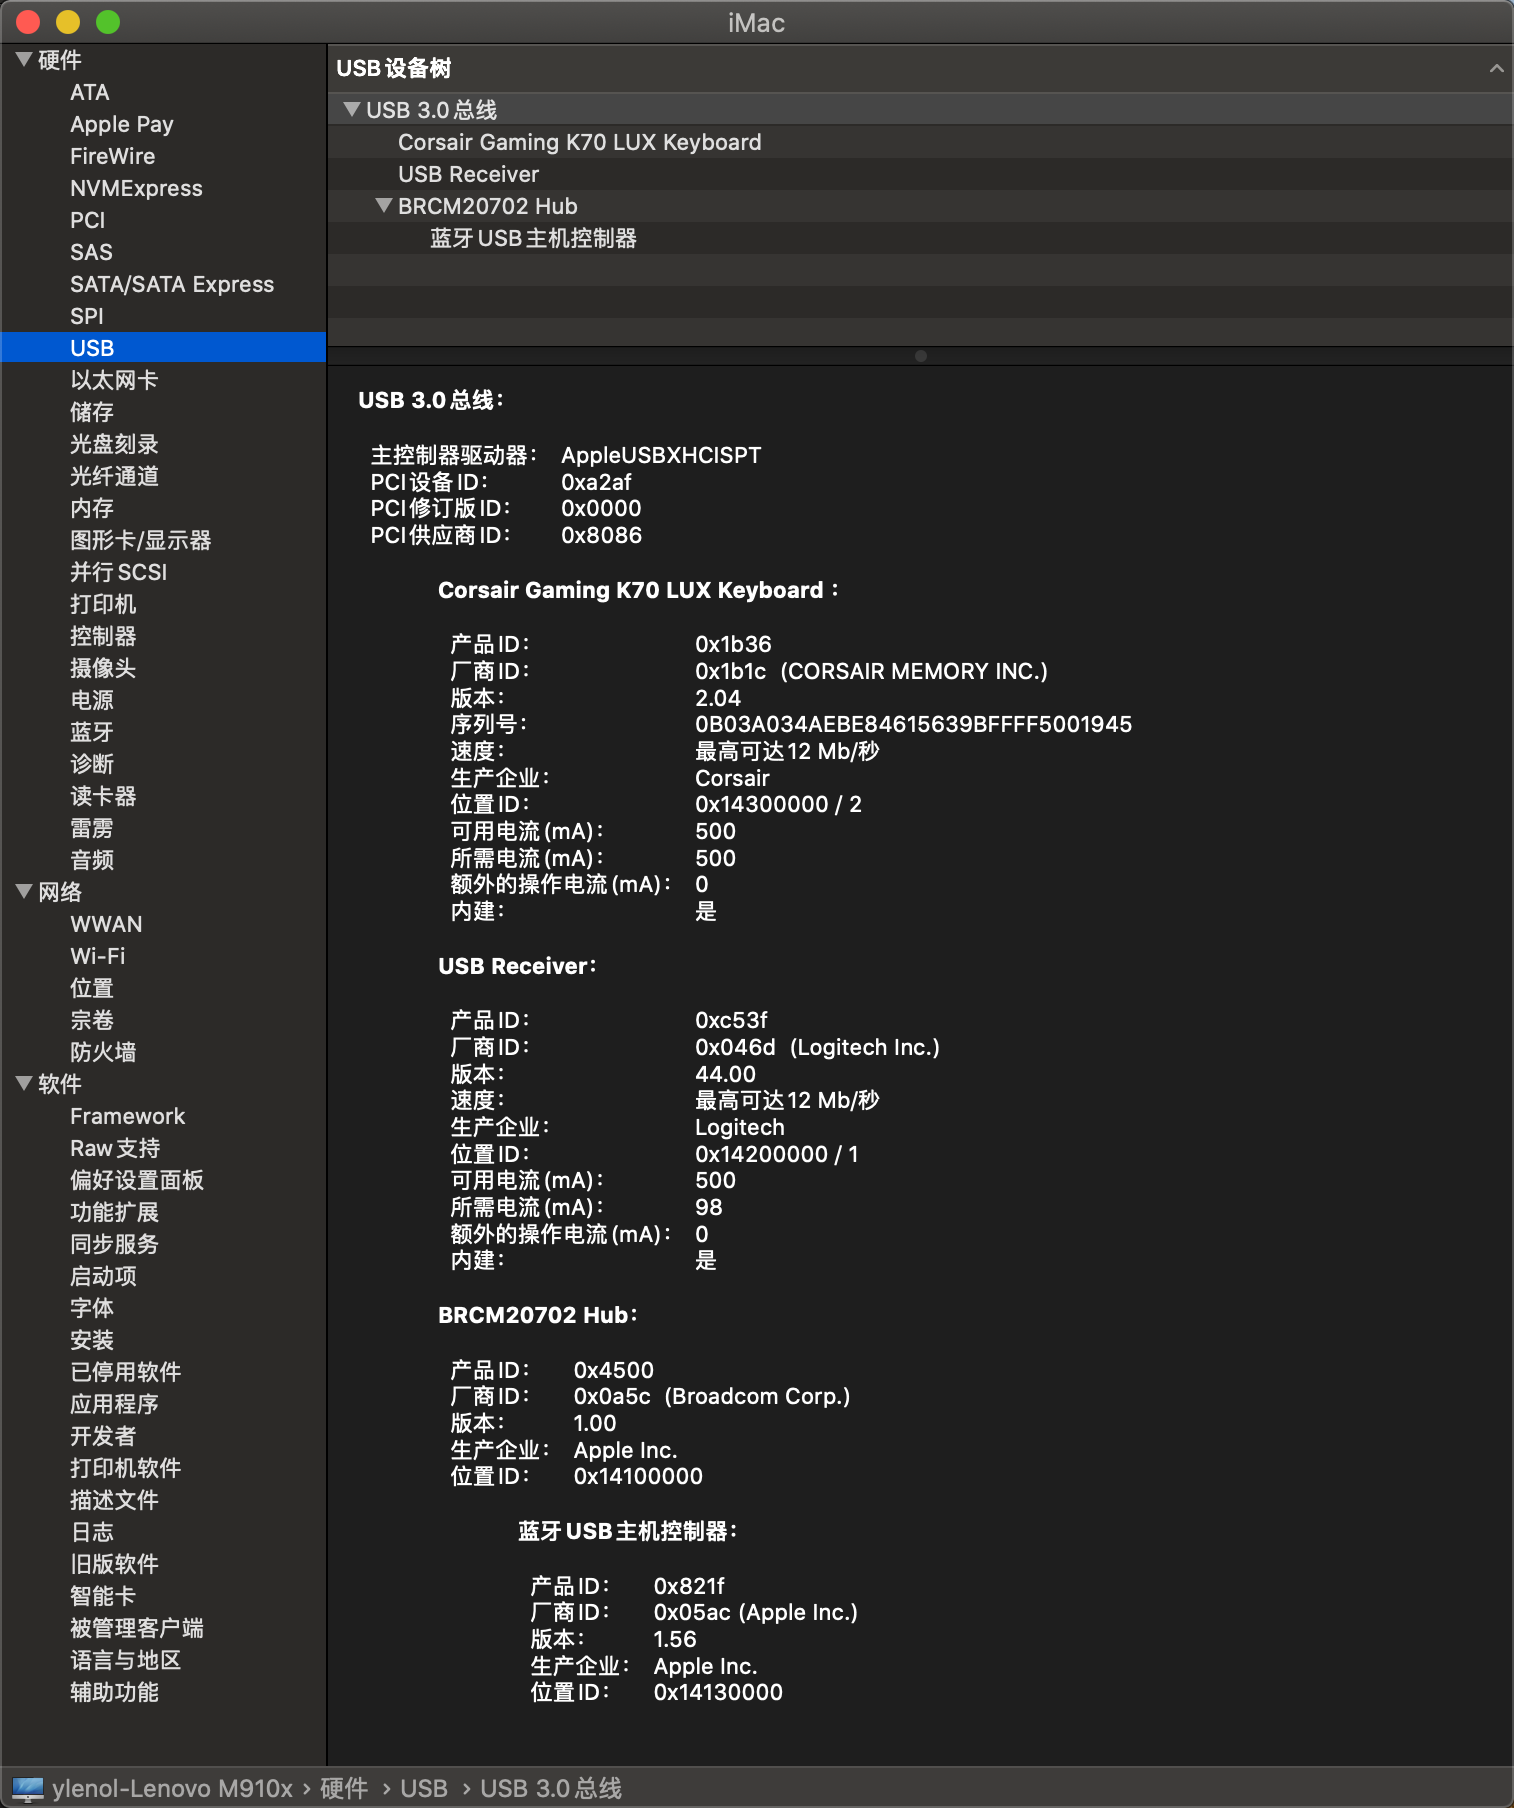 iMac
硬件
ATA
Apple Pay
FireWire
NVMExpress
PCI
SAS
SATA/SATA Express
SPI
USB
以太网卡
储存
光盘刻录
光纤通道
内存
图形卡/显示器
并行 SCSI
打印机
控制器
摄像头
电源
蓝牙
诊断
读卡器
雷雳
音频
网络
WWAN
Wi-Fi
位置
宗卷
防火墙
软件
Framework
Raw 支持
偏好设置面板
功能扩展
同步服务
启动项
字体
安装
已停用软件
应用程序
开发者
打印机软件
描述文件
日志
旧版软件
智能卡
被管理客户端
语言与地区
辅助功能
USB 设备树
USB 3.0 总线
Corsair Gaming K70 LUX Keyboard
USB Receiver
BRCM20702 Hub
蓝牙 USB 主机控制器
USB 3.0 总线：
主控制器驱动器： AppleUSBXHCISPT
PCI 设备 ID： 0xa2af
PCI 修订版 ID： 0x0000
PCI 供应商 ID： 0x8086
Corsair Gaming K70 LUX Keyboard：
产品 ID： 0x1b36
厂商 ID： 0x1b1c (CORSAIR MEMORY INC.)
版本： 2.04
序列号： 0B03A034AEBE84615639BFFFF5001945
速度： 最高可达 12 Mb/秒
生产企业： Corsair
位置 ID： 0x14300000 / 2
可用电流 (mA)： 500
所需电流 (mA)： 500
额外的操作电流 (mA)： 0
内建： 是
USB Receiver：
产品 ID： 0xc53f
厂商 ID： 0x046d (Logitech Inc.)
版本： 44.00
速度： 最高可达 12 Mb/秒
生产企业： Logitech
位置 ID： 0x14200000 / 1
可用电流 (mA)： 500
所需电流 (mA)： 98
额外的操作电流 (mA)： 0
内建： 是
BRCM20702 Hub：
产品 ID： 0x4500
厂商 ID： 0x0a5c (Broadcom Corp.)
版本： 1.00
生产企业： Apple Inc.
位置 ID： 0x14100000
蓝牙 USB 主机控制器：
产品 ID： 0x821f
厂商 ID： 0x05ac (Apple Inc.)
版本： 1.56
生产企业： Apple Inc.
位置 ID： 0x14130000
ylenol-Lenovo M910x › 硬件 › USB › USB 3.0 总线